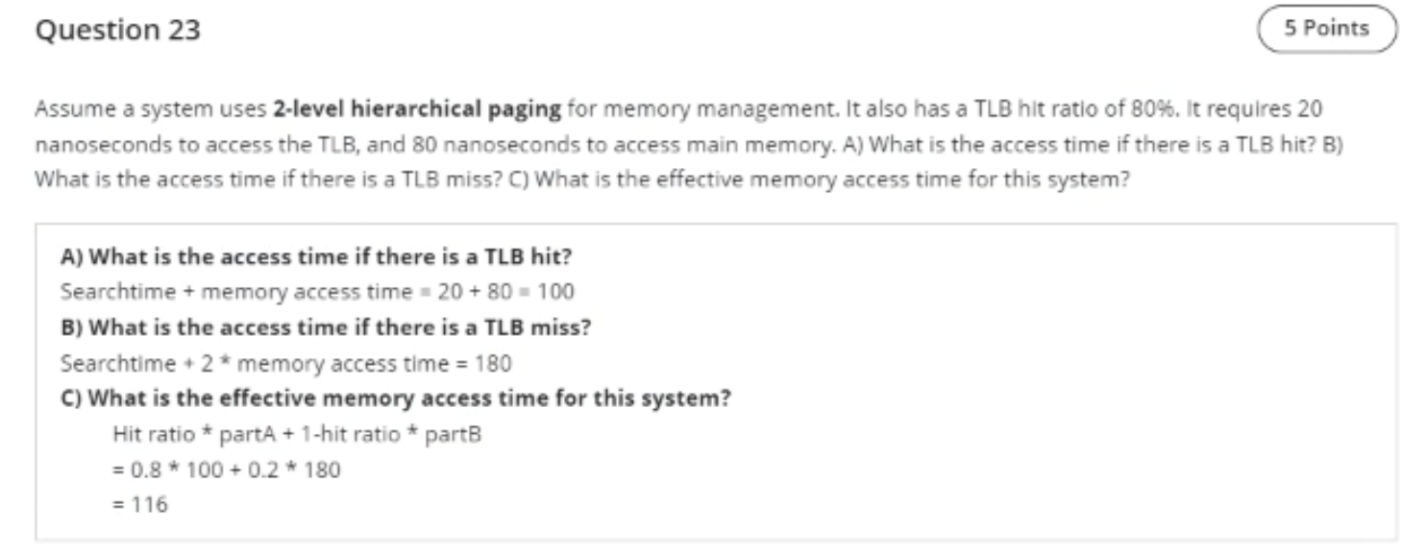 Question 23
5 Points
Assume a system uses 2-level hierarchical paging for memory management. It also has a TLB hit ratio of 80%. It requires 20
nanoseconds to access the TLB, and 80 nanoseconds to access main memory. A) What is the access time if there is a TLB hit? B)
What is the access time if there is a TLB miss? C) What is the effective memory access time for this system?
A) What is the access time if there is a TLB hit?
Searchtime + memory access time = 20 + 80 = 100
B) What is the access time if there is a TLB miss?
Searchtime + 2 * memory access time = 180
C) What is the effective memory access time for this system?
Hit ratio * partA + 1-hit ratio * partB
= 0.8 * 100 + 0.2 * 180
= 116